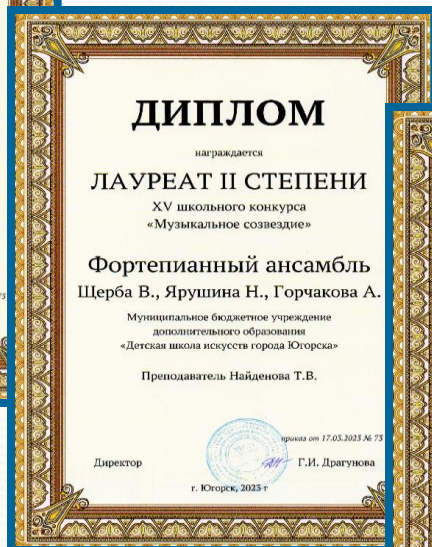 ДИПЛОМ
награждается
ЛАУРЕАТ II СТЕПЕНИ
XV школьного конкурса
«Музыкальное созвездие»
Фортепианный ансамбль
Щерба В., Ярушина Н., Горчакова А.
Муниципальное бюджетное учреждение
дополнительного образования
«Детская школа искусств города Югорска»
Преподаватель Найденова Т.В.
приказ от 17.03.2023 № 73
Директор Г.И. Драгунова
г. Югорск, 2023 г
73